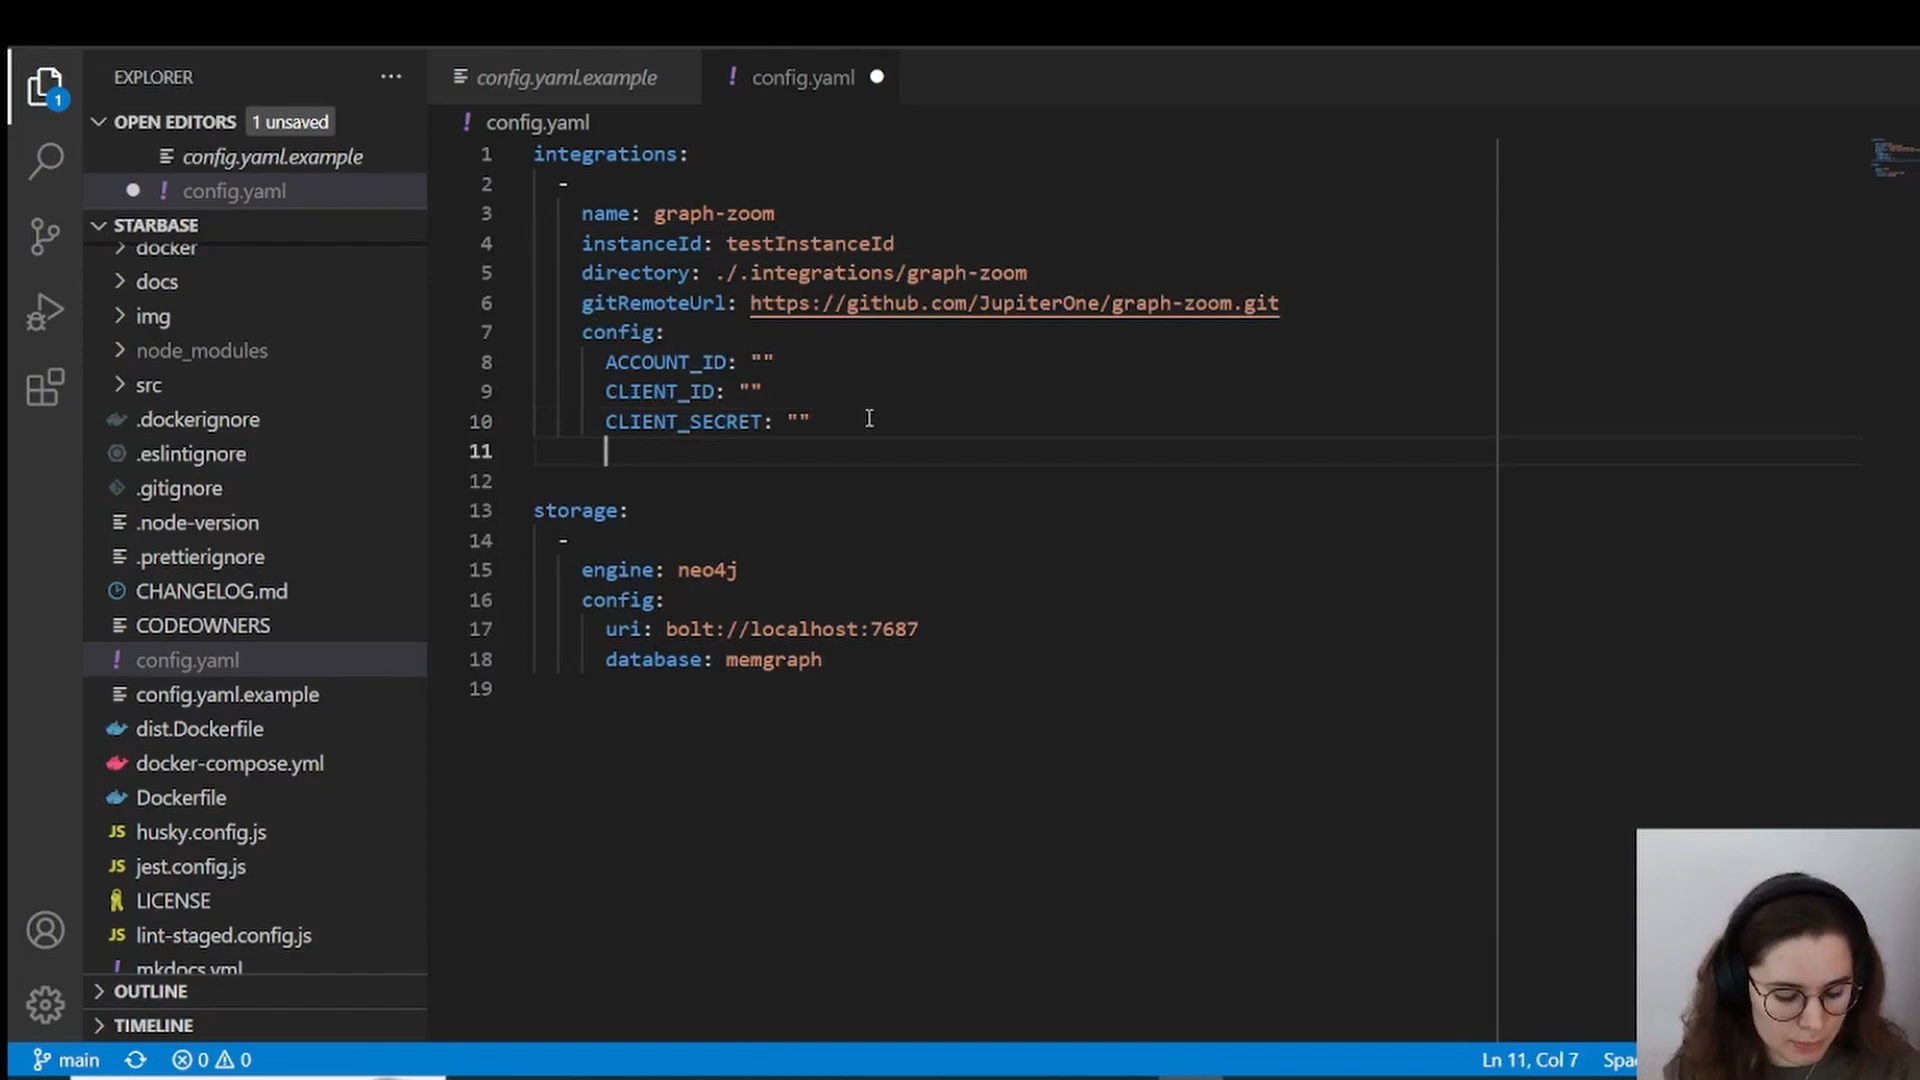 EXPLORER
OPEN EDITORS 1 unsaved
config.yaml.example
config.yaml
STARBASE
docker
docs
img
node_modules
src
.dockerignore
.eslintignore
.gitignore
.node-version
.prettierignore
CHANGELOG.md
CODEOWNERS
config.yaml
config.yaml.example
dist.Dockerfile
docker-compose.yml
Dockerfile
JS husky.config.js
JS jest.config.js
LICENSE
JS lint-staged.config.js
mkdocs.yml
OUTLINE
TIMELINE
1
config.yaml.example
! config.yaml
! config.yaml
1 integrations:
2 -
3 name: graph-zoom
4 instanceId: testInstanceId
5 directory: ./.integrations/graph-zoom
6 gitRemoteUrl: https://github.com/JupiterOne/graph-zoom.git
7 config:
8 ACCOUNT_ID: ""
9 CLIENT_ID: ""
10 CLIENT_SECRET: ""
11
12
13 storage:
14 -
15 engine: neo4j
16 config:
17 uri: bolt://localhost:7687
18 database: memgraph
19
main 0 0 Ln 11, Col 7